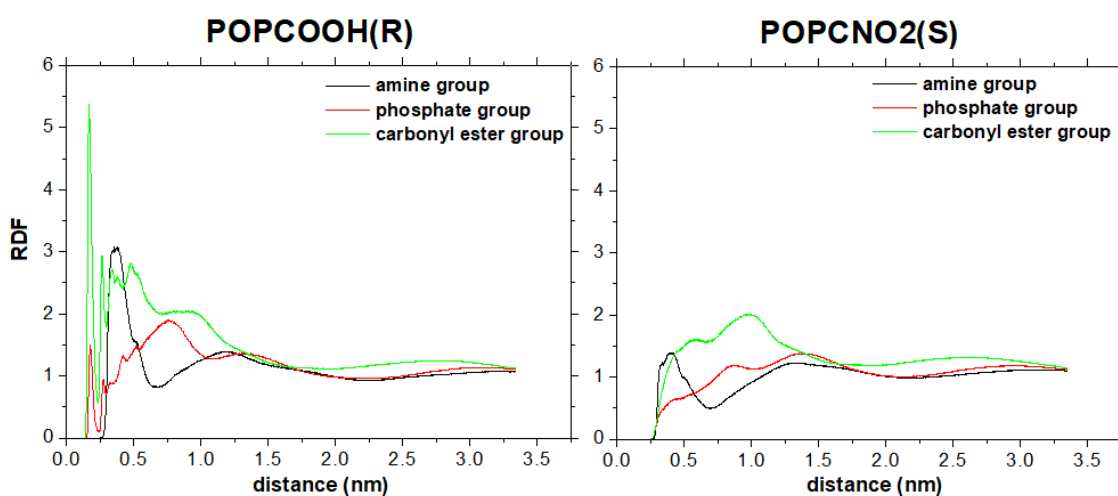 POPCOOH(R)
6
5
4
3
2
1
0
RDF
amine group
phosphate group
carbonyl ester group
0.0 0.5 1.0 1.5 2.0 2.5 3.0 3.5
distance (nm)
POPCNO2(S)
6
5
4
3
2
1
0
amine group
phosphate group
carbonyl ester group
0.0 0.5 1.0 1.5 2.0 2.5 3.0 3.5
distance (nm)